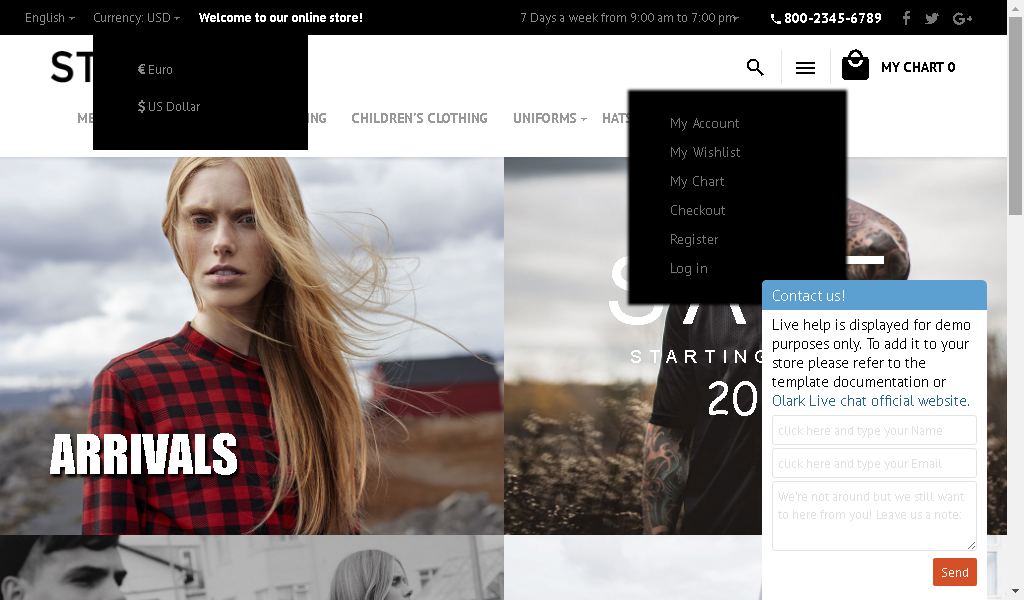 English
Currency: USD
Welcome to our online store!
7 Days a week from 9:00 am to 7:00 pm
800-2345-6789
€ Euro
$ US Dollar
MY CHART 0
CHILDREN'S CLOTHING
UNIFORMS
My Account
My Wishlist
My Chart
Checkout
Register
Log in
STARTING
20
ARRIVALS
Contact us!
Live help is displayed for demo
purposes only. To add it to your
store please refer to the
template documentation or
Olark Live chat official website.
click here and type your Name
click here and type your Email
We're not around but we still want
to here from you! Leave us a note:
Send